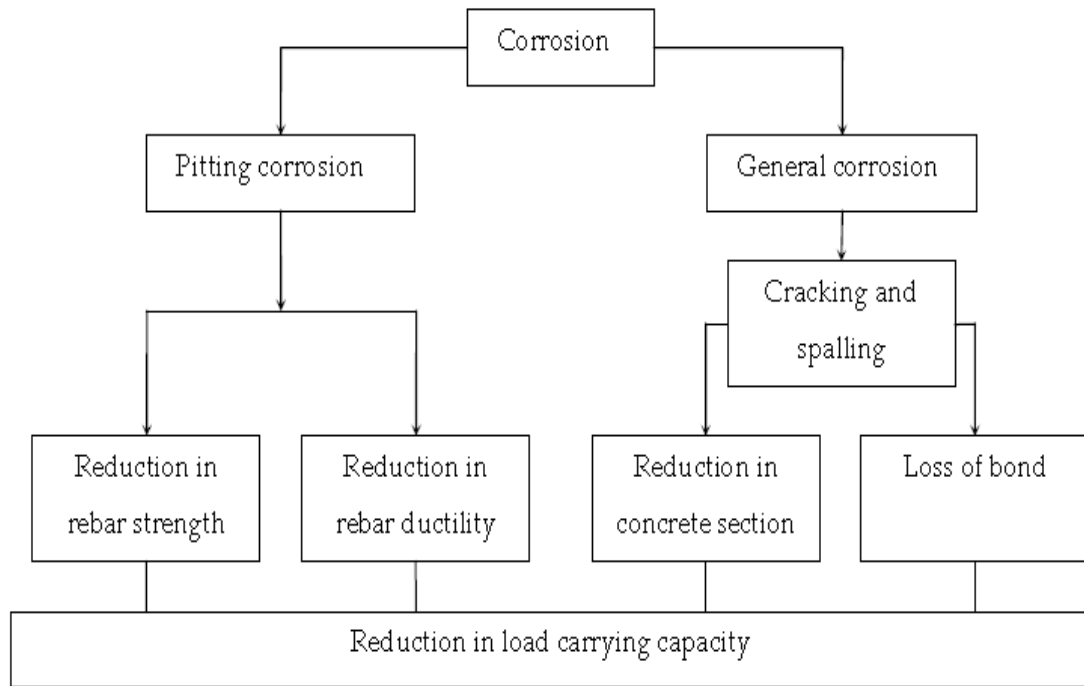 Corrosion
Pitting corrosion
General corrosion
Cracking and
spalling
Reduction in
rebar strength
Reduction in
rebar ductility
Reduction in
concrete section
Loss of bond
Reduction in load carrying capacity